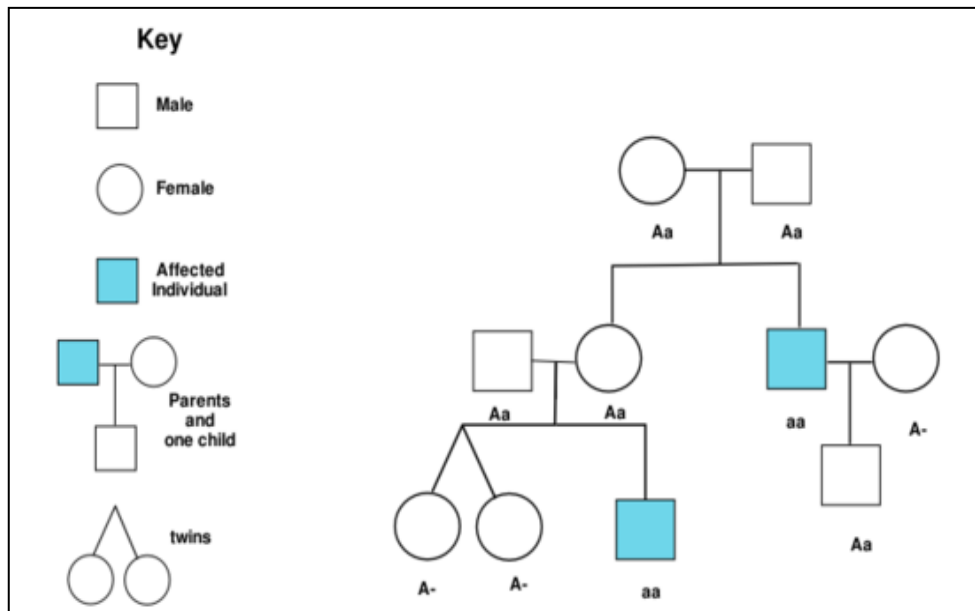 Key
Male
Female
Affected
Individual
Parents
and
one child
twins
Aa Aa
Aa Aa aa A-
A- A- aa Aa